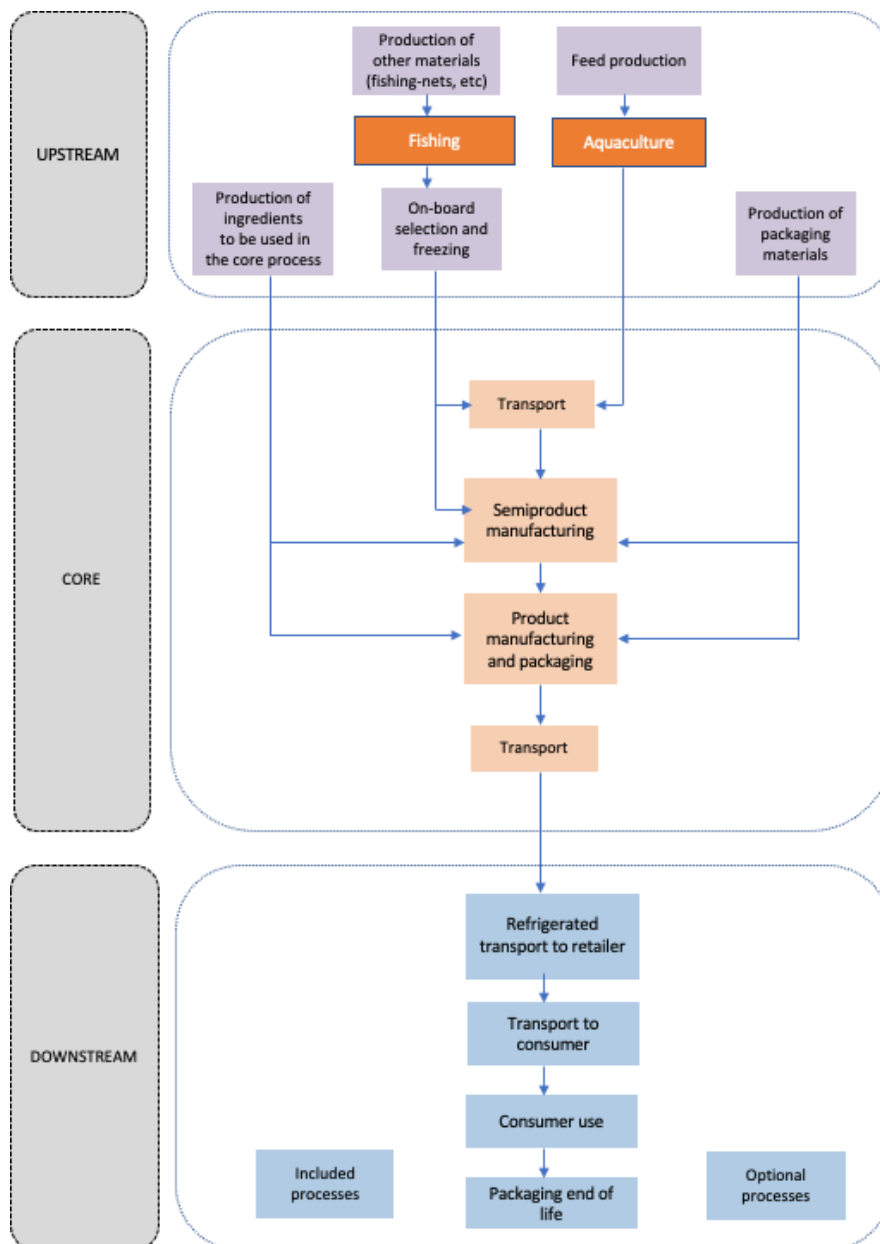 Production of
other materials
(fishing-nets, etc)
Feed production
UPSTREAM
Fishing
Aquaculture
Production of
ingredients
to be used in
the core process
On-board
selection and
freezing
Production of
packaging
materials
CORE
Transport
Semiproduct
manufacturing
Product
manufacturing
and packaging
Transport
DOWNSTREAM
Refrigerated
transport to retailer
Transport to
consumer
Consumer use
Included
processes
Packaging end of
life
Optional
processes